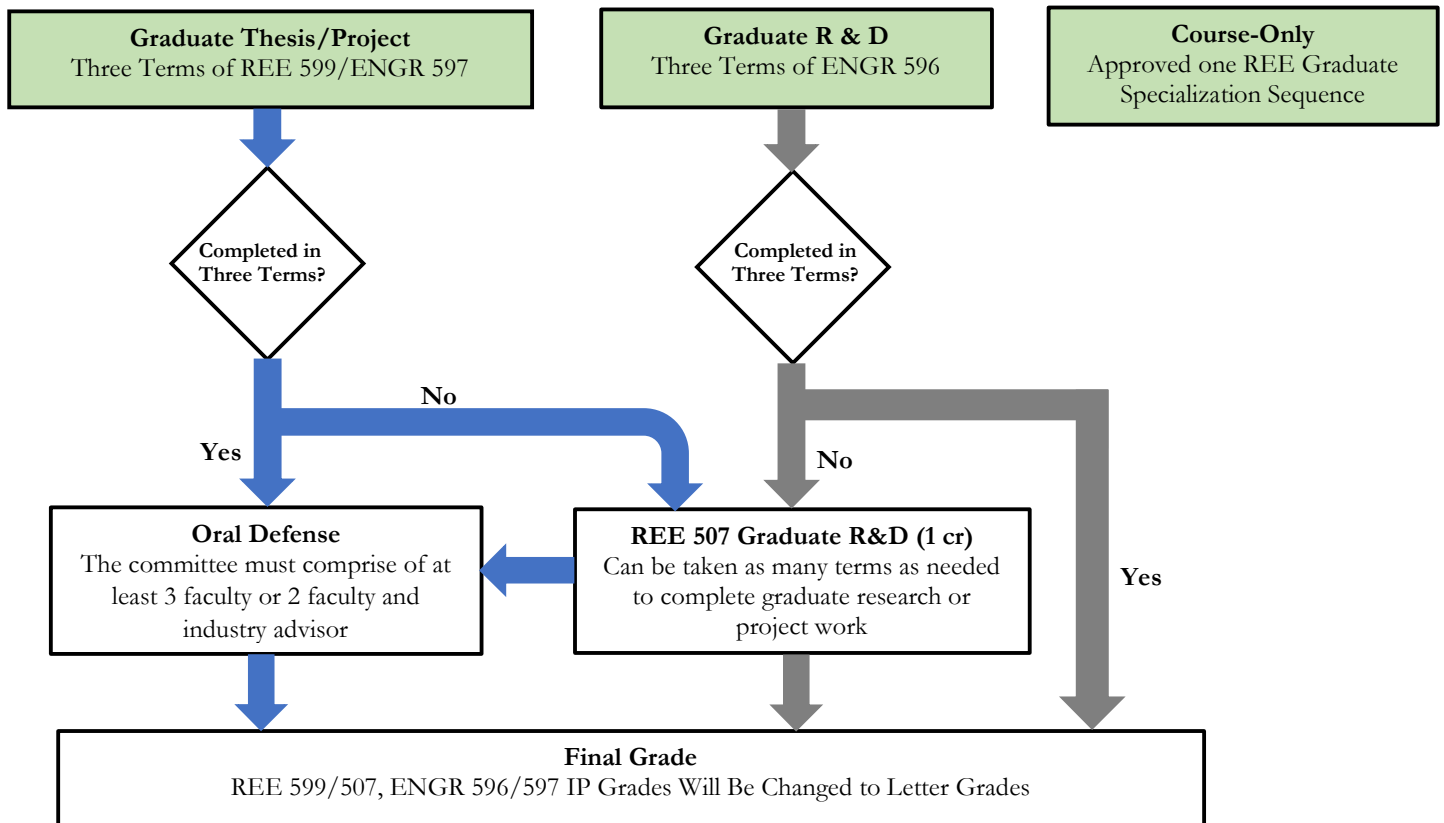 Graduate Thesis/Project
Three Terms of REE 599/ENGR 597
Graduate R & D
Three Terms of ENGR 596
Course-Only
Approved one REE Graduate
Specialization Sequence
Completed in
Three Terms?
Completed in
Three Terms?
No
Yes
No
Yes
Oral Defense
The committee must comprise of at
least 3 faculty or 2 faculty and
industry advisor
REE 507 Graduate R&D (1 cr)
Can be taken as many terms as needed
to complete graduate research or
project work
Final Grade
REE 599/507, ENGR 596/597 IP Grades Will Be Changed to Letter Grades